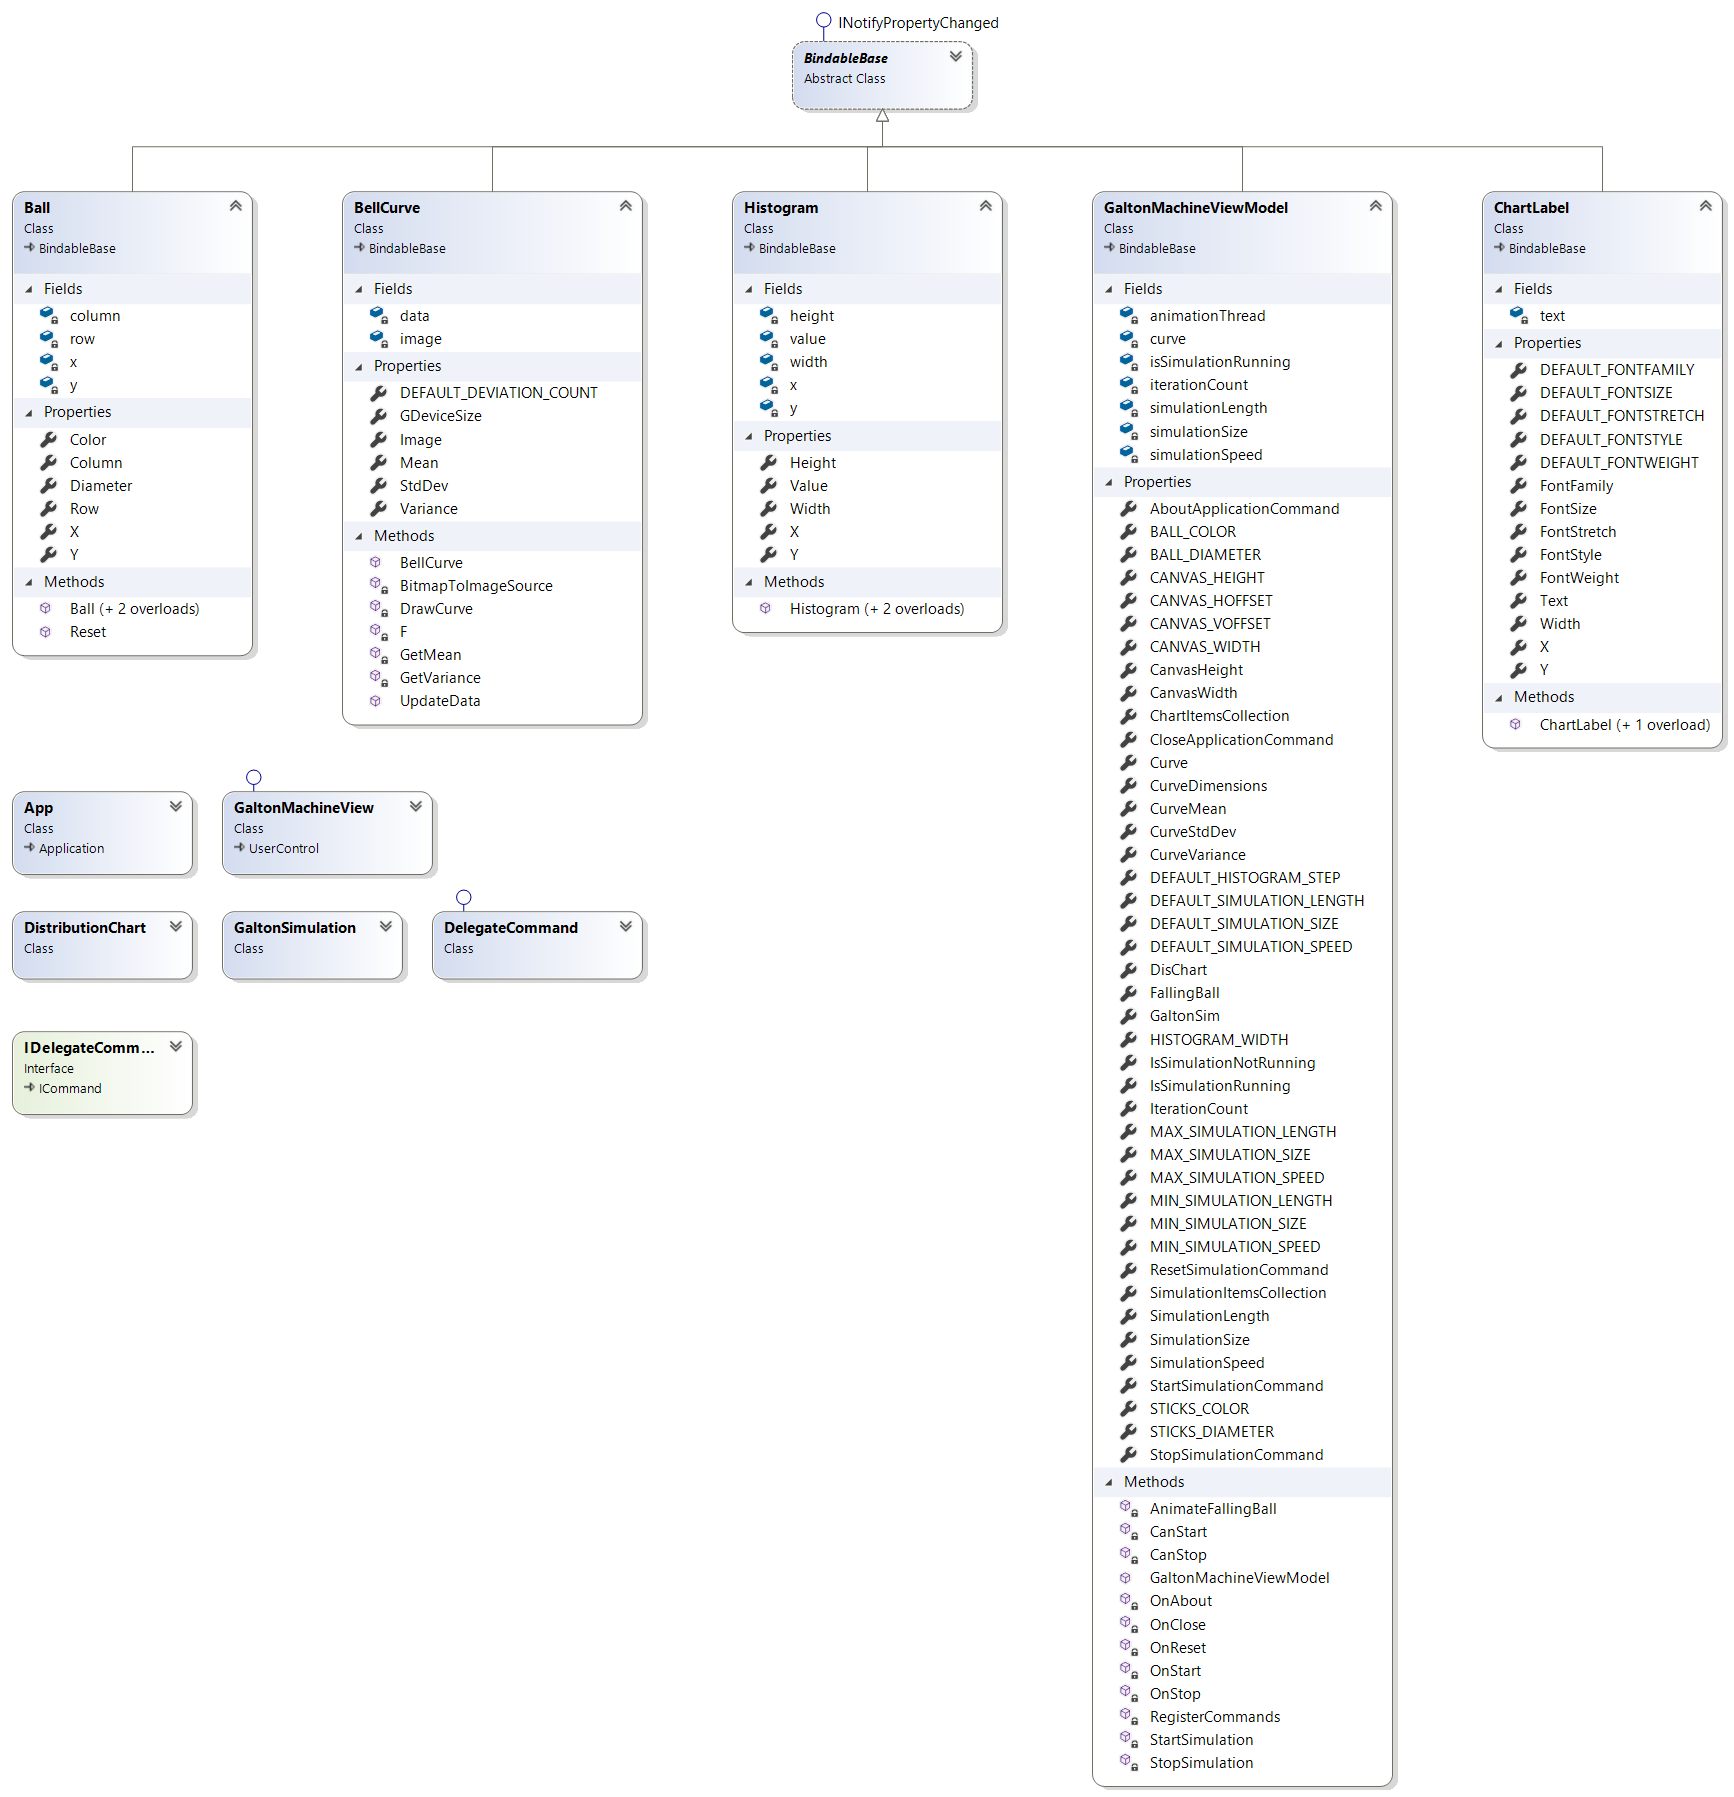 INotifyPropertyChanged
BindableBase
Abstract Class
Ball
Class
BindableBase
Fields
column
row
x
y
Properties
Color
Column
Diameter
Row
X
Y
Methods
Ball (+ 2 overloads)
Reset
BellCurve
Class
BindableBase
Fields
data
image
Properties
DEFAULT_DEVIATION_COUNT
GDeviceSize
Image
Mean
StdDev
Variance
Methods
BellCurve
BitmapToImageSource
DrawCurve
F
GetMean
GetVariance
UpdateData
Histogram
Class
BindableBase
Fields
height
value
width
x
y
Properties
Height
Value
Width
X
Y
Methods
Histogram (+ 2 overloads)
GaltonMachineViewModel
Class
BindableBase
Fields
animationThread
curve
isSimulationRunning
iterationCount
simulationLength
simulationSize
simulationSpeed
Properties
AboutApplicationCommand
BALL_COLOR
BALL_DIAMETER
CANVAS_HEIGHT
CANVAS_HOFFSET
CANVAS_VOFFSET
CANVAS_WIDTH
CanvasHeight
CanvasWidth
ChartItemsCollection
CloseApplicationCommand
Curve
CurveDimensions
CurveMean
CurveStdDev
CurveVariance
DEFAULT_HISTOGRAM_STEP
DEFAULT_SIMULATION_LENGTH
DEFAULT_SIMULATION_SIZE
DEFAULT_SIMULATION_SPEED
DisChart
FallingBall
GaltonSim
HISTOGRAM_WIDTH
IsSimulationNotRunning
IsSimulationRunning
IterationCount
MAX_SIMULATION_LENGTH
MAX_SIMULATION_SIZE
MAX_SIMULATION_SPEED
MIN_SIMULATION_LENGTH
MIN_SIMULATION_SIZE
MIN_SIMULATION_SPEED
ResetSimulationCommand
SimulationItemsCollection
SimulationLength
SimulationSize
SimulationSpeed
StartSimulationCommand
STICKS_COLOR
STICKS_DIAMETER
StopSimulationCommand
Methods
AnimateFallingBall
CanStart
CanStop
GaltonMachineViewModel
OnAbout
OnClose
OnReset
OnStart
OnStop
RegisterCommands
StartSimulation
StopSimulation
ChartLabel
Class
BindableBase
Fields
text
Properties
DEFAULT_FONTFAMILY
DEFAULT_FONTSIZE
DEFAULT_FONTSTRETCH
DEFAULT_FONTSTYLE
DEFAULT_FONTWEIGHT
FontFamily
FontSize
FontStretch
FontStyle
FontWeight
Text
Width
X
Y
Methods
ChartLabel (+ 1 overload)
App
Class
Application
GaltonMachineView
Class
UserControl
DistributionChart
Class
GaltonSimulation
Class
DelegateCommand
Class
IDelegateComm...
Interface
ICommand